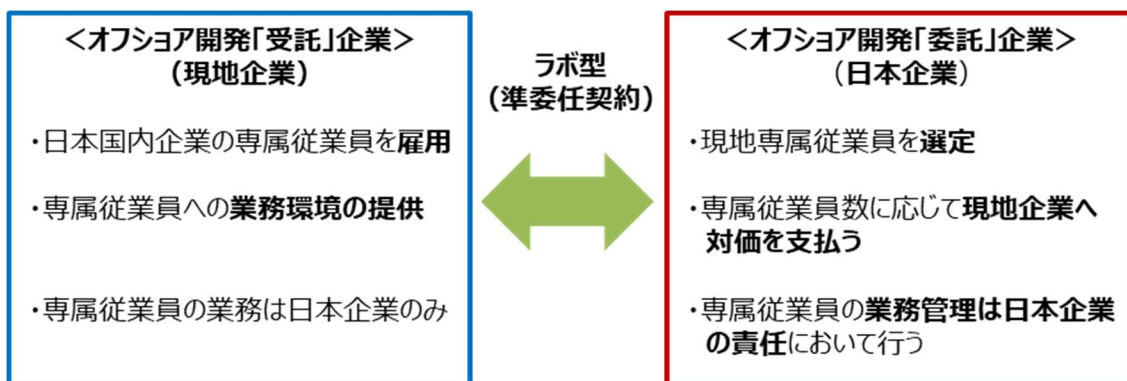 <オフショア開発「受託」企業>
(現地企業)
・日本国内企業の専属従業員を雇用
・専属従業員への業務環境の提供
・専属従業員の業務は日本企業のみ
ラボ型
(準委任契約)
<オフショア開発「委託」企業>
(日本企業)
・現地専属従業員を選定
・専属従業員数に応じて現地企業へ
対価を支払う
・専属従業員の業務管理は日本企業
の責任において行う